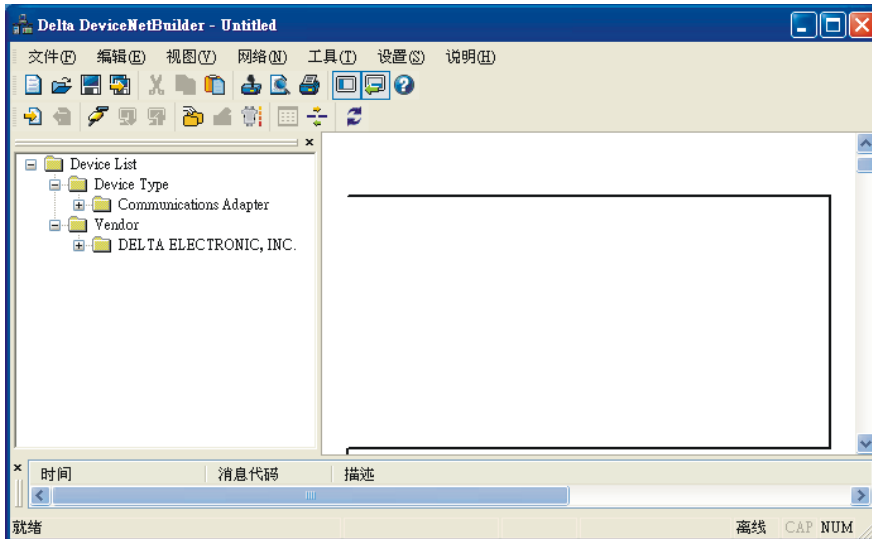 Delta DeviceNetBuilder - Untitled
文件(F) 编辑(E) 视图(V) 网络(N) 工具(T) 设置(S) 说明(H)
Device List
Device Type
Communications Adapter
Vendor
DELTA ELECTRONIC, INC.
时间 消息代码 描述
就绪 离线 CAP NUM